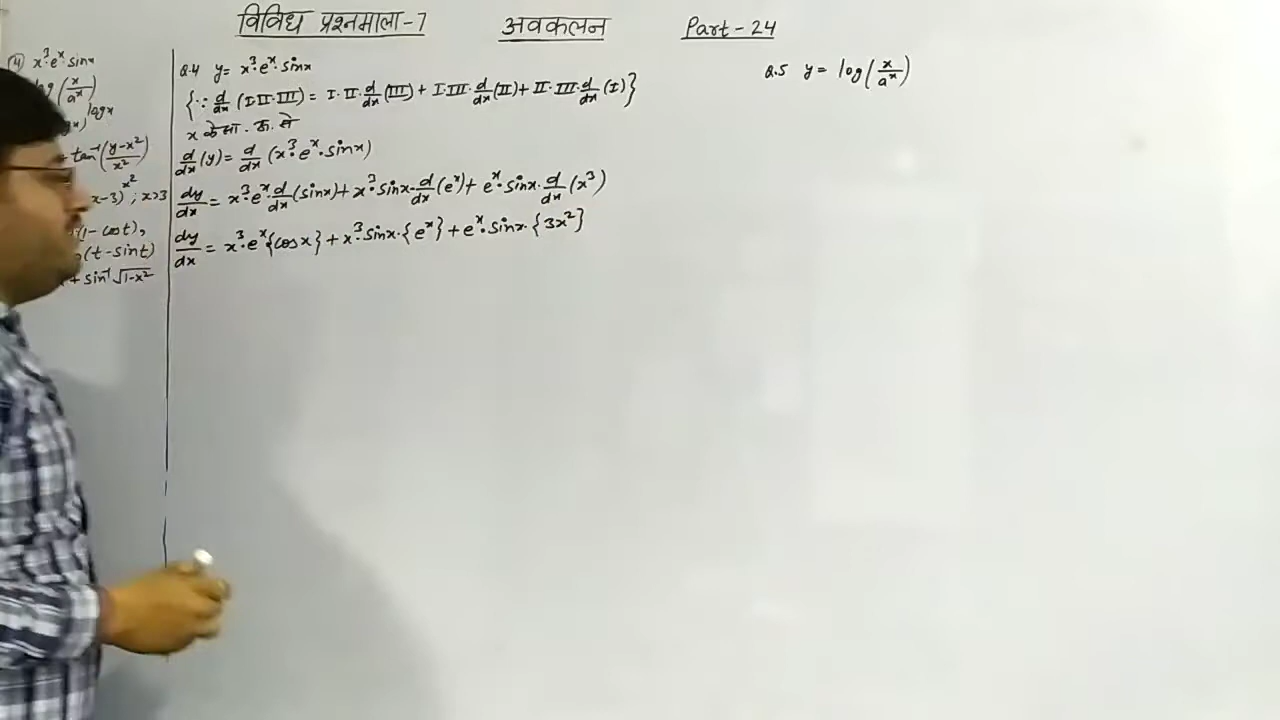 विविध प्रश्नमाला-7 अवकलन Part-24
(4) x³·eˣ·sinx
log(x/aˣ)
logx
tan⁻¹((y-x²)/x²)
x-3)^x² ; x>3
(1-cost),
(t-sint)
+ sin⁻¹√(1-x²)
Q.4 y = x³·eˣ·sinx
{∵ d/dx (I·II·III) = I·II·d/dx(III) + I·III·d/dx(II) + II·III·d/dx(I)}
x के सा. क. से
d/dx(y) = d/dx(x³·eˣ·sinx)
dy/dx = x³·eˣ·d/dx(sinx) + x³·sinx·d/dx(eˣ) + eˣ·sinx·d/dx(x³)
dy/dx = x³·eˣ{cosx} + x³·sinx·{eˣ} + eˣ·sinx·{3x²}
Q.5 y = log(x/aˣ)